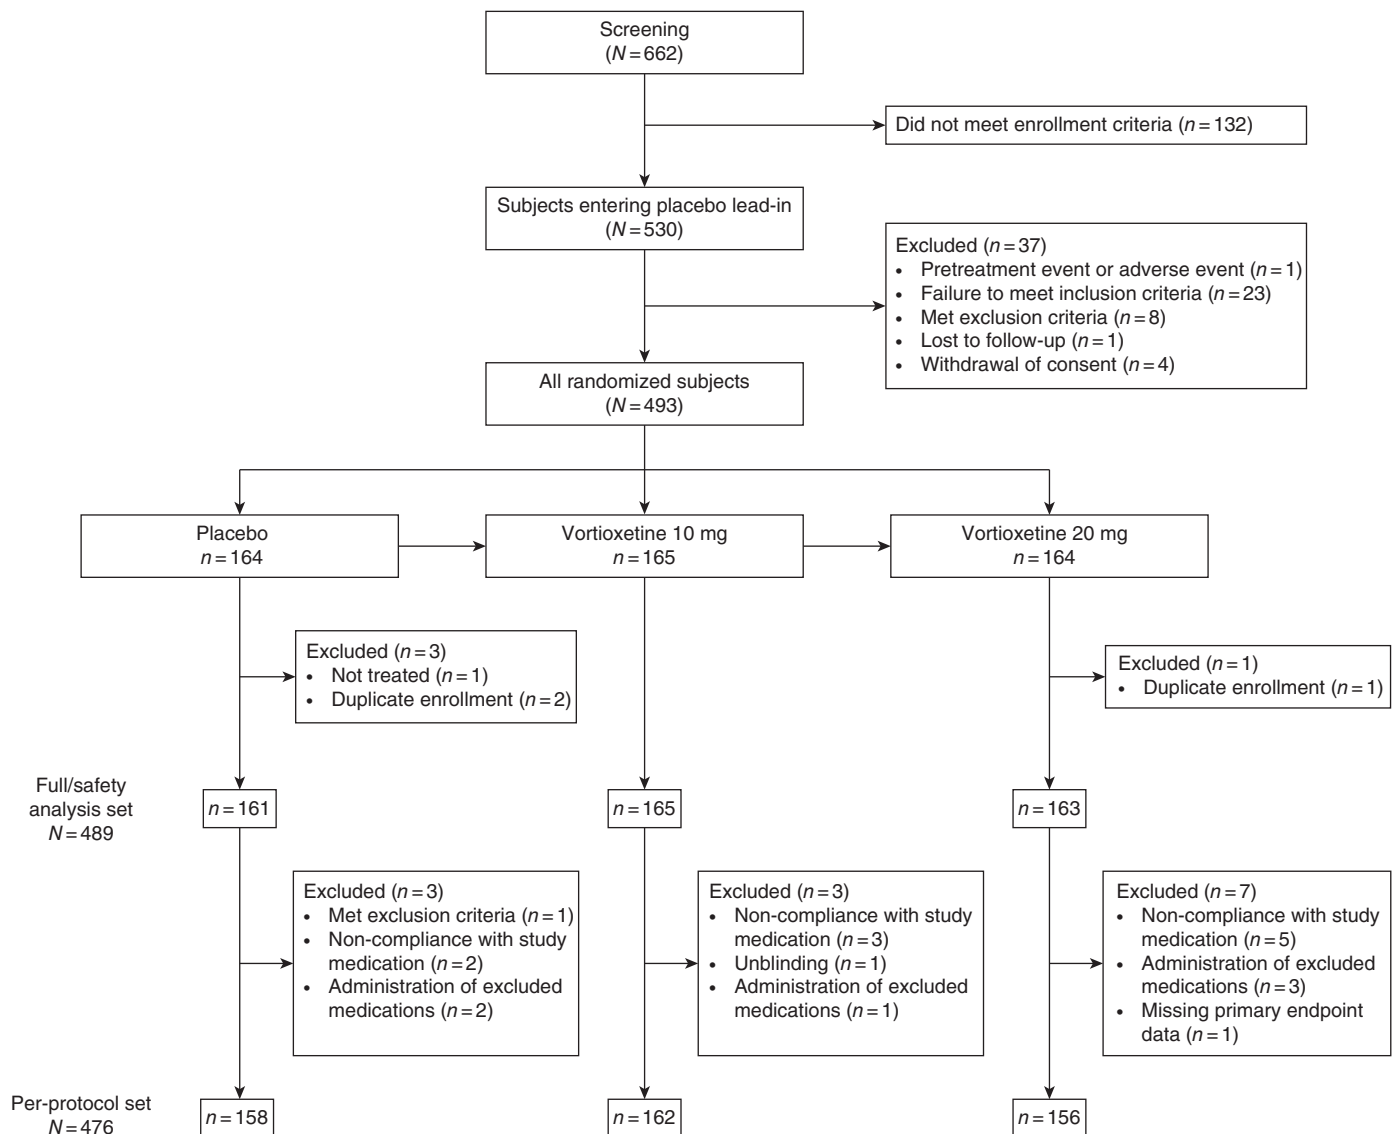 Screening
(N = 662)
Did not meet enrollment criteria (n = 132)
Subjects entering placebo lead-in
(N = 530)
Excluded (n = 37)
• Pretreatment event or adverse event (n = 1)
• Failure to meet inclusion criteria (n = 23)
• Met exclusion criteria (n = 8)
• Lost to follow-up (n = 1)
• Withdrawal of consent (n = 4)
All randomized subjects
(N = 493)
Placebo
n = 164
Vortioxetine 10 mg
n = 165
Vortioxetine 20 mg
n = 164
Excluded (n = 3)
• Not treated (n = 1)
• Duplicate enrollment (n = 2)
Excluded (n = 1)
• Duplicate enrollment (n = 1)
Full/safety
analysis set
N = 489
n = 161
n = 165
n = 163
Excluded (n = 3)
• Met exclusion criteria (n = 1)
• Non-compliance with study
medication (n = 2)
• Administration of excluded
medications (n = 2)
Excluded (n = 3)
• Non-compliance with study
medication (n = 3)
• Unblinding (n = 1)
• Administration of excluded
medications (n = 1)
Excluded (n = 7)
• Non-compliance with study
medication (n = 5)
• Administration of excluded
medications (n = 3)
• Missing primary endpoint
data (n = 1)
Per-protocol set
N = 476
n = 158
n = 162
n = 156